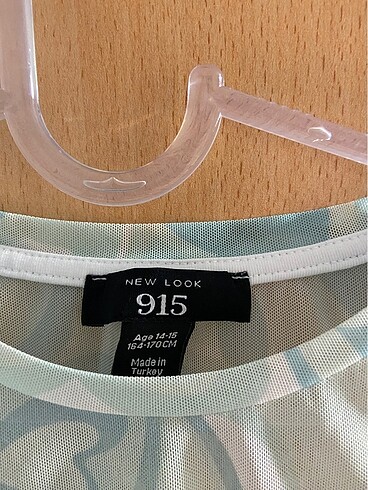 NEW LOOK
915
Age 14-15
164-170CM
Made in
Turkey